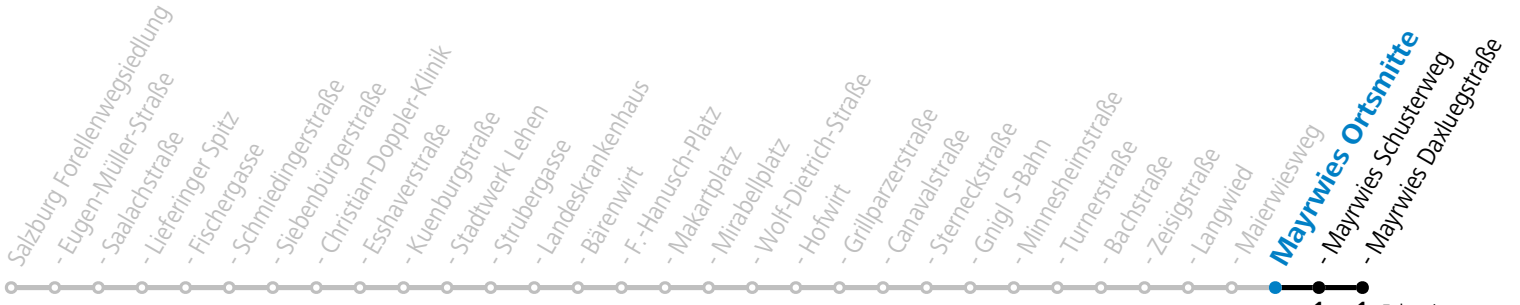 Salzburg Forellenwegsiedlung
- Eugen-Müller-Straße
- Saalachstraße
- Lieferinger Spitz
- Fischergasse
- Schmiedingerstraße
- Siebenbürgerstraße
- Christian-Doppler-Klinik
- Esshaverstraße
- Kuenburgstraße
- Stadtwerk Lehen
- Strubergasse
- Landeskrankenhaus
- Bärenwirt
- F.-Hanusch-Platz
- Makartplatz
- Mirabellplatz
- Wolf-Dietrich-Straße
- Hofwirt
- Grillparzerstraße
- Canavalstraße
- Sterneckstraße
- Gnigl S-Bahn
- Minnesheimstraße
- Turnerstraße
- Bachstraße
- Zeisigstraße
- Langwied
- Maierwiesweg
Mayrwies Ortsmitte
- Mayrwies Schusterweg
- Mayrwies Daxluegstraße